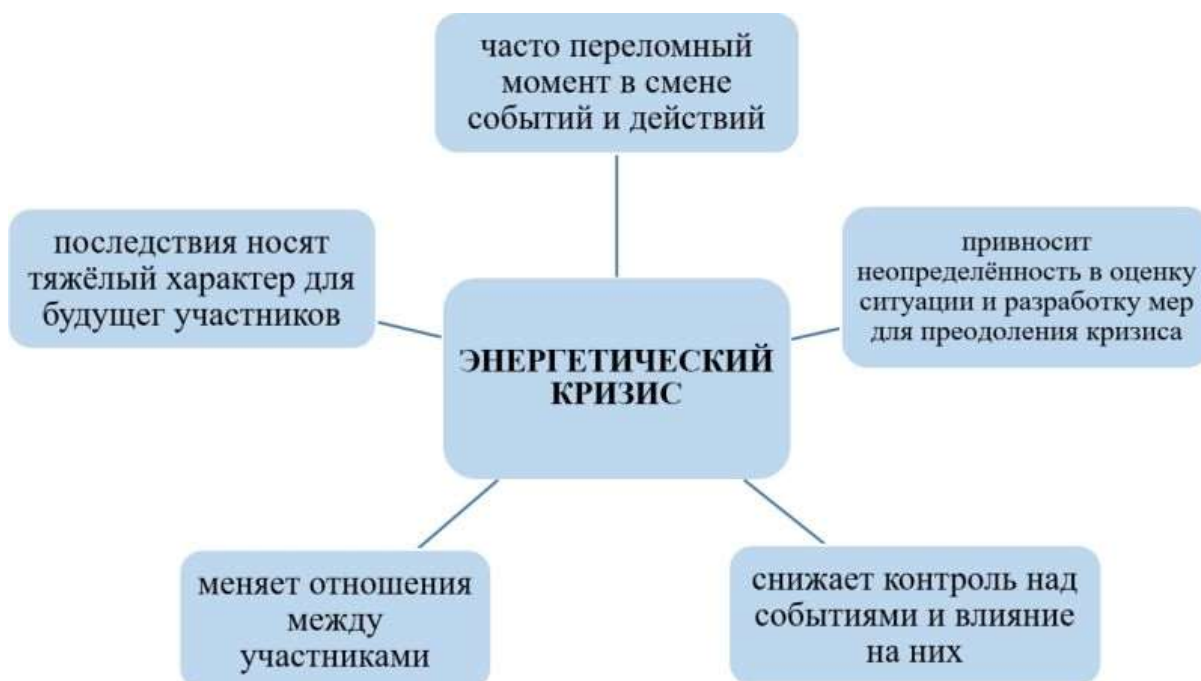 часто переломный
момент в смене
событий и действий
последствия носят
тяжёлый характер для
будущег участников
привносит
неопределённость в оценку
ситуации и разработку мер
для преодоления кризиса
ЭНЕРГЕТИЧЕСКИЙ
КРИЗИС
меняет отношения
между
участниками
снижает контроль над
событиями и влияние
на них